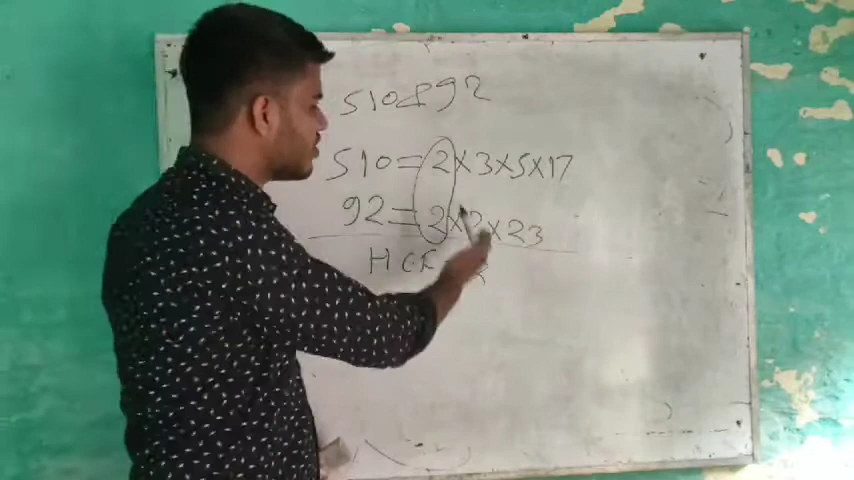 510 & 92
510 = 2×3×5×17
92 = 2×2×23
HCF